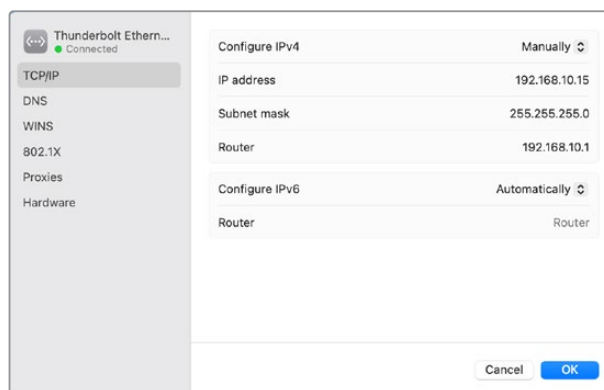 Thunderbolt Ethern...
Connected
TCP/IP
DNS
WINS
802.1X
Proxies
Hardware
Configure IPv4 Manually
IP address 192.168.10.15
Subnet mask 255.255.255.0
Router 192.168.10.1
Configure IPv6 Automatically
Router Router
Cancel OK